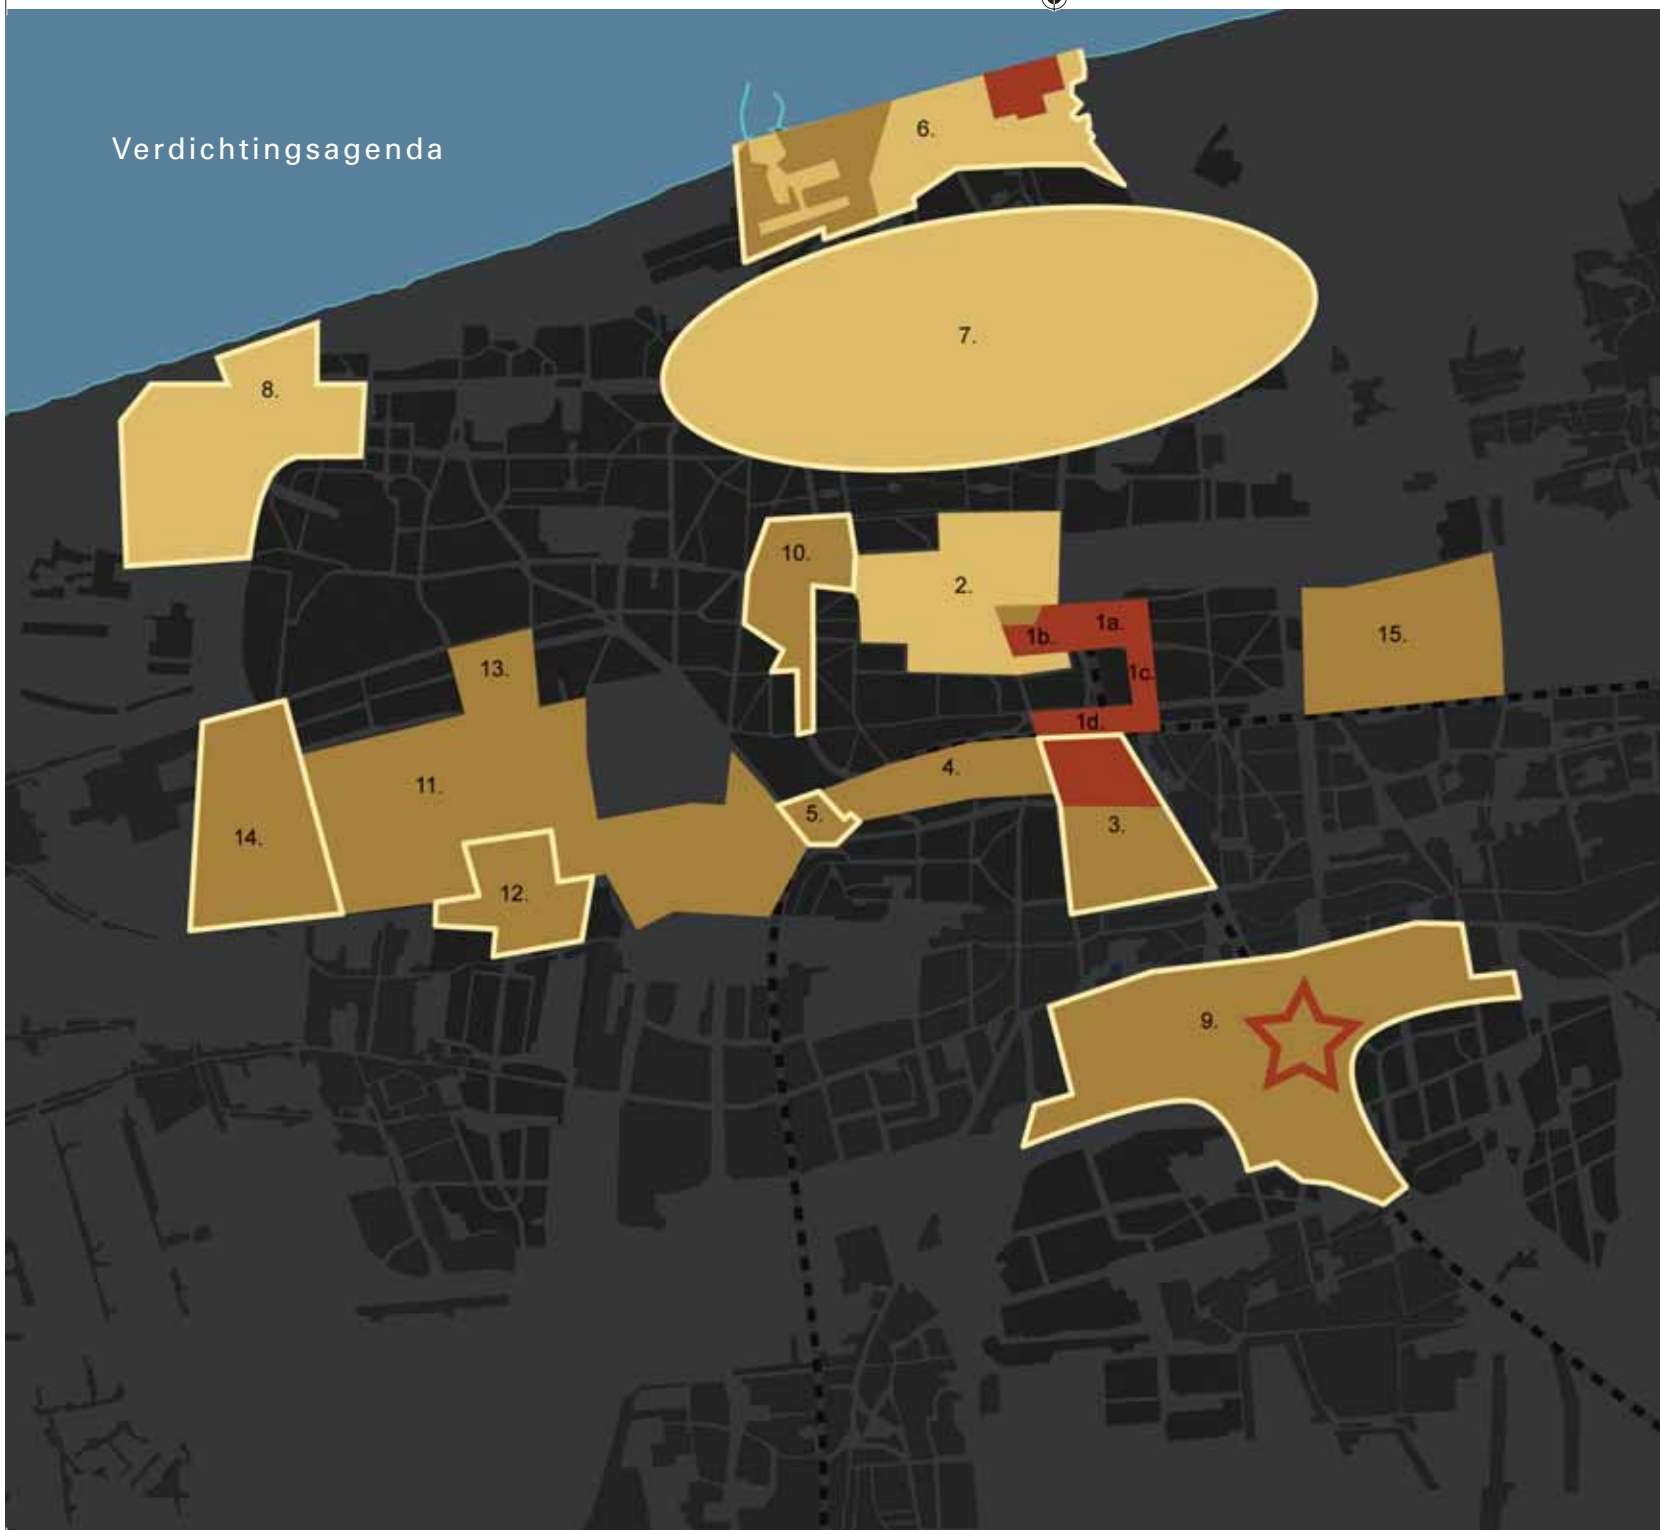 Verdichtingsagenda
6.
7.
8.
10.
2.
1a.
1b.
15.
13.
1c.
1d.
4.
11.
5.
3.
14.
12.
9.